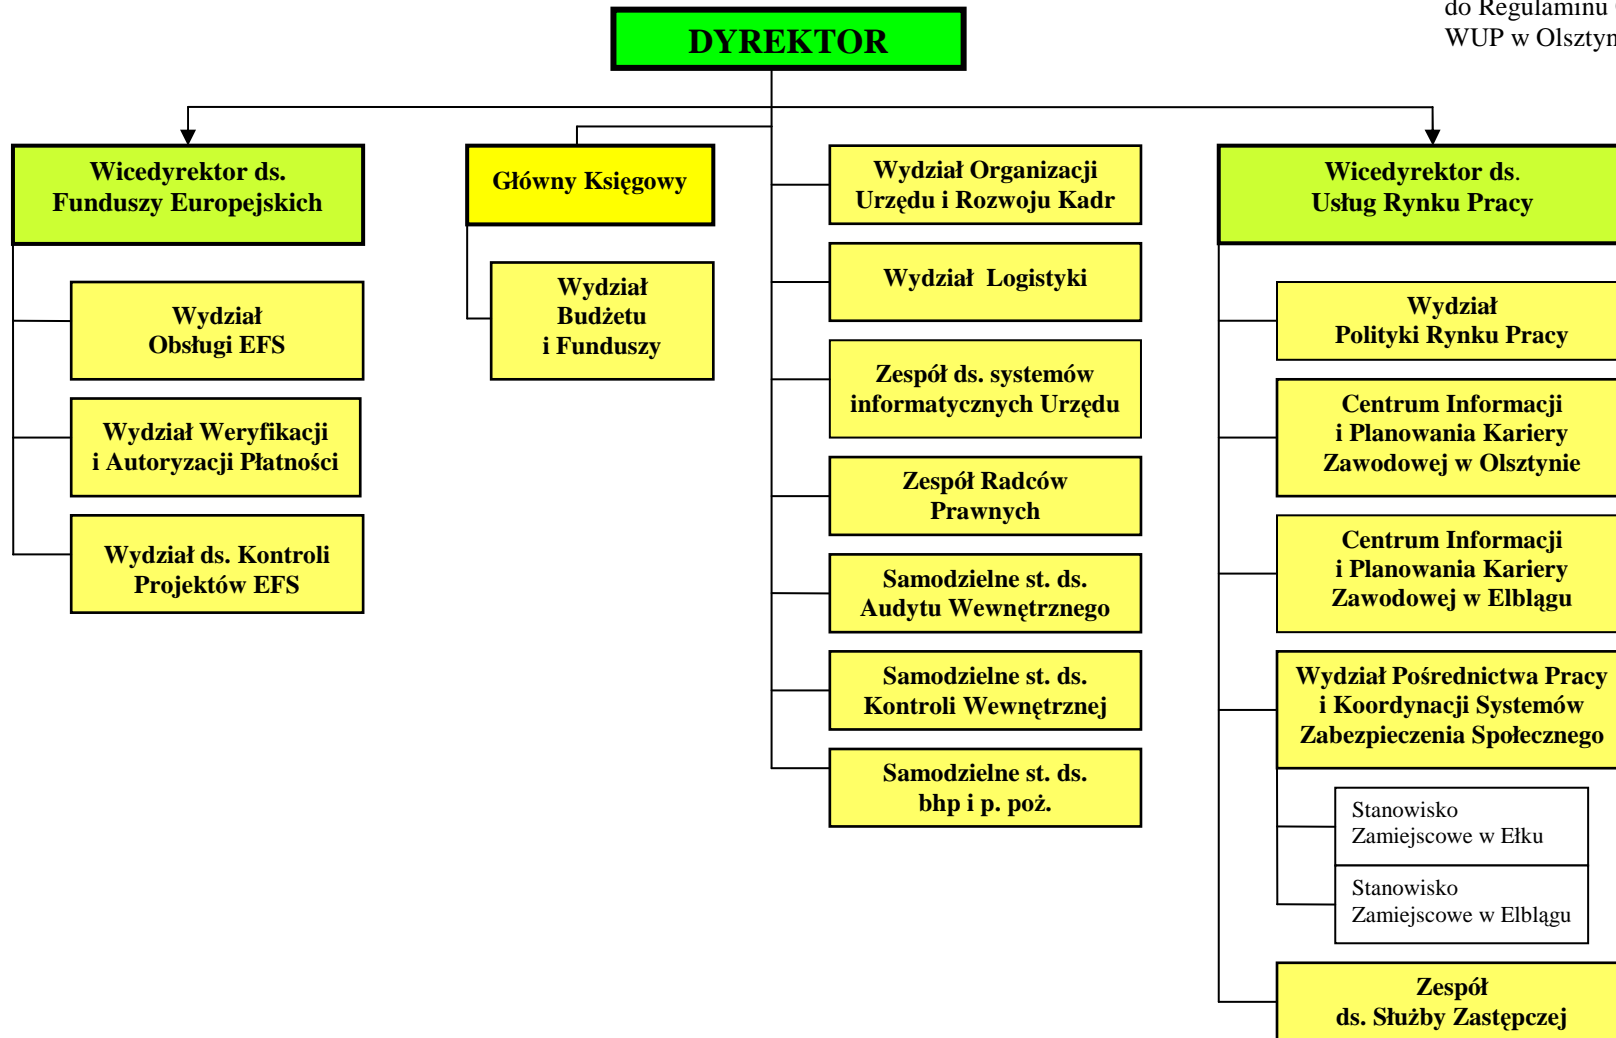 do Regulaminu
WUP w Olsztyn
DYREKTOR
Wicedyrektor ds.
Funduszy Europejskich
Wydział
Obsługi EFS
Wydział Weryfikacji
i Autoryzacji Płatności
Wydział ds. Kontroli
Projektów EFS
Główny Księgowy
Wydział
Budżetu
i Funduszy
Wydział Organizacji
Urzędu i Rozwoju Kadr
Wydział Logistyki
Zespół ds. systemów
informatycznych Urzędu
Zespół Radców
Prawnych
Samodzielne st. ds.
Audytu Wewnętrznego
Samodzielne st. ds.
Kontroli Wewnętrznej
Samodzielne st. ds.
bhp i p. poż.
Wicedyrektor ds.
Usług Rynku Pracy
Wydział
Polityki Rynku Pracy
Centrum Informacji
i Planowania Kariery
Zawodowej w Olsztynie
Centrum Informacji
i Planowania Kariery
Zawodowej w Elblągu
Wydział Pośrednictwa Pracy
i Koordynacji Systemów
Zabezpieczenia Społecznego
Stanowisko
Zamiejscowe w Ełku
Stanowisko
Zamiejscowe w Elblągu
Zespół
ds. Służby Zastępczej